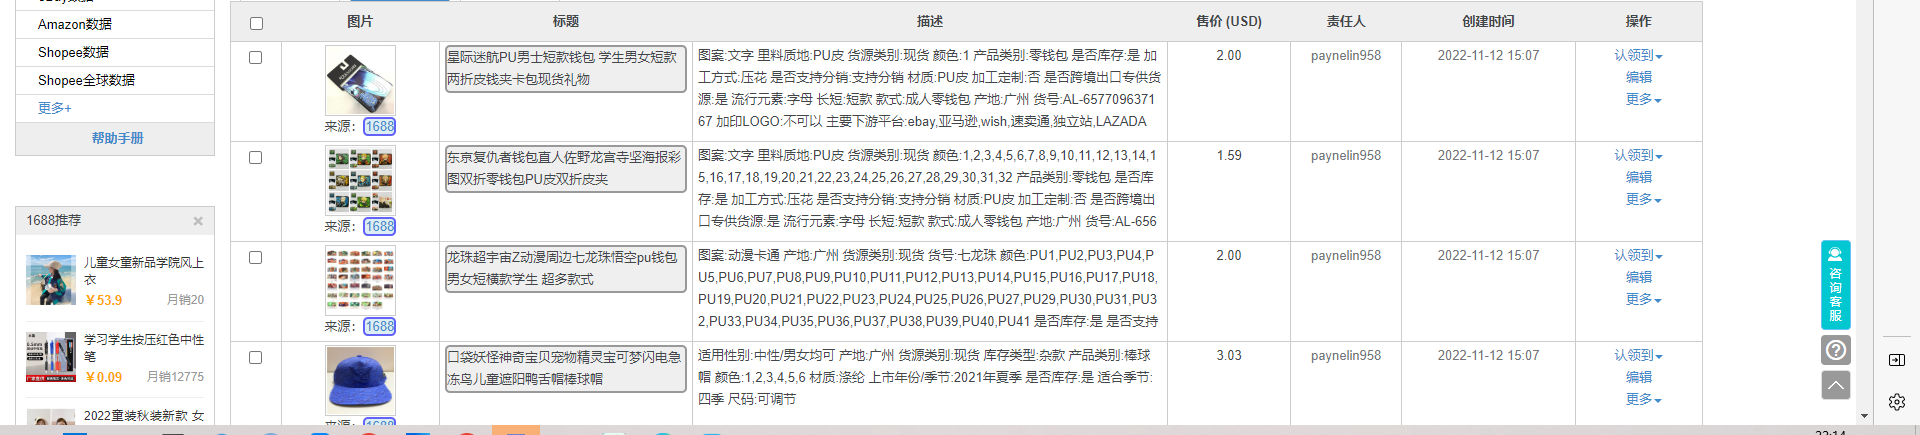 Amazon数据
Shopee数据
Shopee全球数据
更多+
帮助手册
1688推荐
儿童女童新品学院风上
衣
¥53.9 月销20
学习学生按压红色中性
笔
¥0.09 月销12775
2022童装秋装新款 女
图片 标题 描述 售价 (USD) 责任人 创建时间 操作
星际迷航PU男士短款钱包 学生男女短款
两折皮钱夹卡包现货礼物
来源: 1688
图案:文字 里料质地:PU皮 货源类别:现货 颜色:1 产品类别:零钱包 是否库存:是 加
工方式:压花 是否支持分销:支持分销 材质:PU皮 加工定制:否 是否跨境出口专供货
源:是 流行元素:字母 长短:短款 款式:成人零钱包 产地:广州 货号:AL-6577096371
67 加印LOGO:不可以 主要下游平台:ebay,亚马逊,wish,速卖通,独立站,LAZADA
2.00 paynelin958 2022-11-12 15:07 认领到
编辑
更多
东京复仇者钱包直人佐野龙宫寺坚海报彩
图双折零钱包PU皮双折皮夹
来源: 1688
图案:文字 里料质地:PU皮 货源类别:现货 颜色:1,2,3,4,5,6,7,8,9,10,11,12,13,14,1
5,16,17,18,19,20,21,22,23,24,25,26,27,28,29,30,31,32 产品类别:零钱包 是否库
存:是 加工方式:压花 是否支持分销:支持分销 材质:PU皮 加工定制:否 是否跨境出
口专供货源:是 流行元素:字母 长短:短款 款式:成人零钱包 产地:广州 货号:AL-656
1.59 paynelin958 2022-11-12 15:07 认领到
编辑
更多
龙珠超宇宙Z动漫周边七龙珠悟空pu钱包
男女短横款学生 超多款式
来源: 1688
图案:动漫卡通 产地:广州 货源类别:现货 货号:七龙珠 颜色:PU1,PU2,PU3,PU4,P
U5,PU6,PU7,PU8,PU9,PU10,PU11,PU12,PU13,PU14,PU15,PU16,PU17,PU18,
PU19,PU20,PU21,PU22,PU23,PU24,PU25,PU26,PU27,PU29,PU30,PU31,PU3
2,PU33,PU34,PU35,PU36,PU37,PU38,PU39,PU40,PU41 是否库存:是 是否支持
2.00 paynelin958 2022-11-12 15:07 认领到
编辑
更多
口袋妖怪神奇宝贝宠物精灵宝可梦闪电急
冻鸟儿童遮阳鸭舌帽棒球帽
适用性别:中性/男女均可 产地:广州 货源类别:现货 库存类型:杂款 产品类别:棒球
帽 颜色:1,2,3,4,5,6 材质:涤纶 上市年份/季节:2021年夏季 是否库存:是 适合季节:
四季 尺码:可调节
3.03 paynelin958 2022-11-12 15:07 认领到
编辑
更多
咨询客服